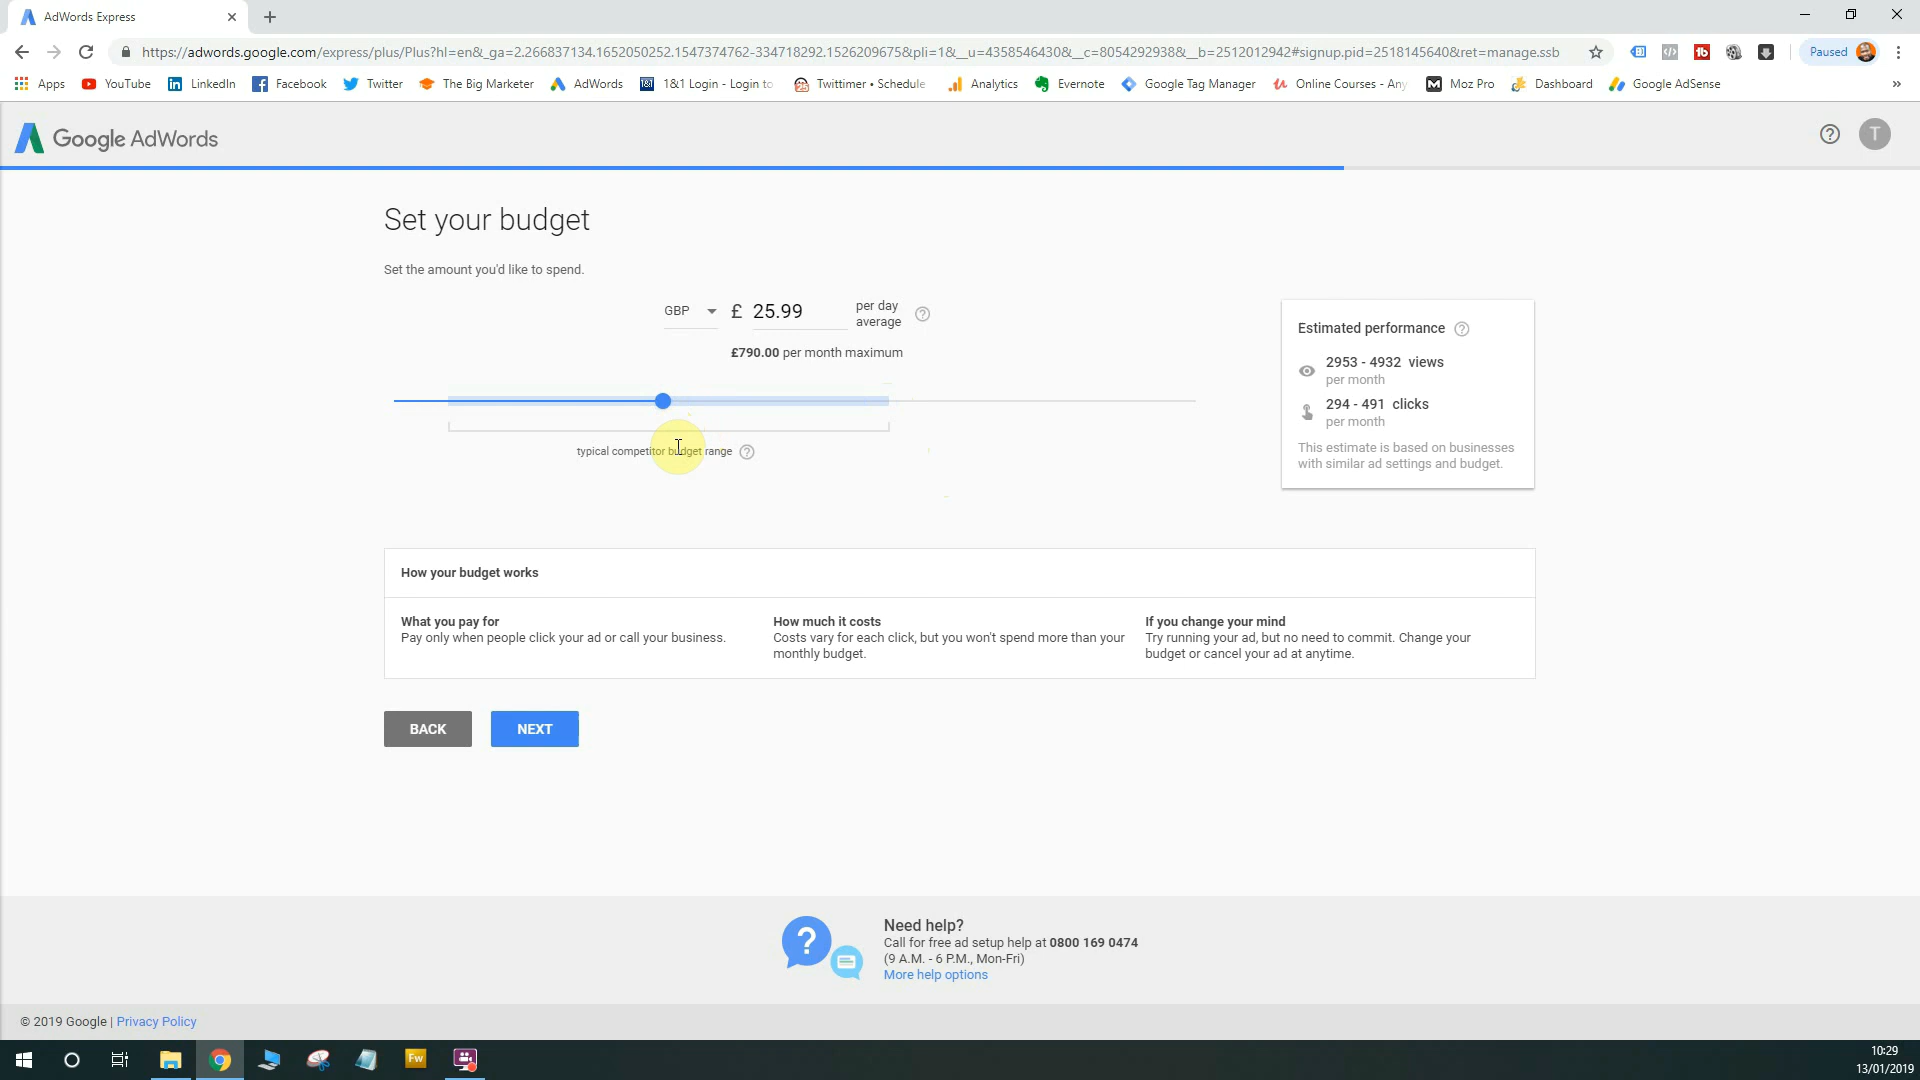 AdWords Express
https://adwords.google.com/express/plus/Plus?hl=en&_ga=2.266837134.1652050252.1547374762-334718292.1526209675&pli=1&__u=4358546430&__c=8054292938&__b=2512012942#signup.pid=2518145640&ret=manage.ssb
Paused
Apps YouTube LinkedIn Facebook Twitter The Big Marketer AdWords 1&1 Login - Login to Twittimer • Schedule Analytics Evernote Google Tag Manager Online Courses - Any Moz Pro Dashboard Google AdSense »
Google AdWords
T
Set your budget
Set the amount you'd like to spend.
GBP £ 25.99 per day
average
£790.00 per month maximum
typical competitor budget range
Estimated performance
2953 - 4932 views
per month
294 - 491 clicks
per month
This estimate is based on businesses
with similar ad settings and budget.
How your budget works
What you pay for
Pay only when people click your ad or call your business.
How much it costs
Costs vary for each click, but you won't spend more than your
monthly budget.
If you change your mind
Try running your ad, but no need to commit. Change your
budget or cancel your ad at anytime.
BACK NEXT
Need help?
Call for free ad setup help at 0800 169 0474
(9 A.M. - 6 P.M., Mon-Fri)
More help options
© 2019 Google | Privacy Policy
Fw
10:29
13/01/2019